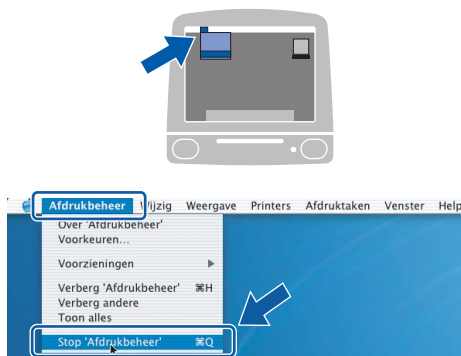 Afdrukbeheer Wijzig Weergave Printers Afdruktaken Venster Help
Over 'Afdrukbeheer'
Voorkeuren...
Voorzieningen
Verberg 'Afdrukbeheer' ⌘H
Verberg andere
Toon alles
Stop 'Afdrukbeheer' ⌘Q